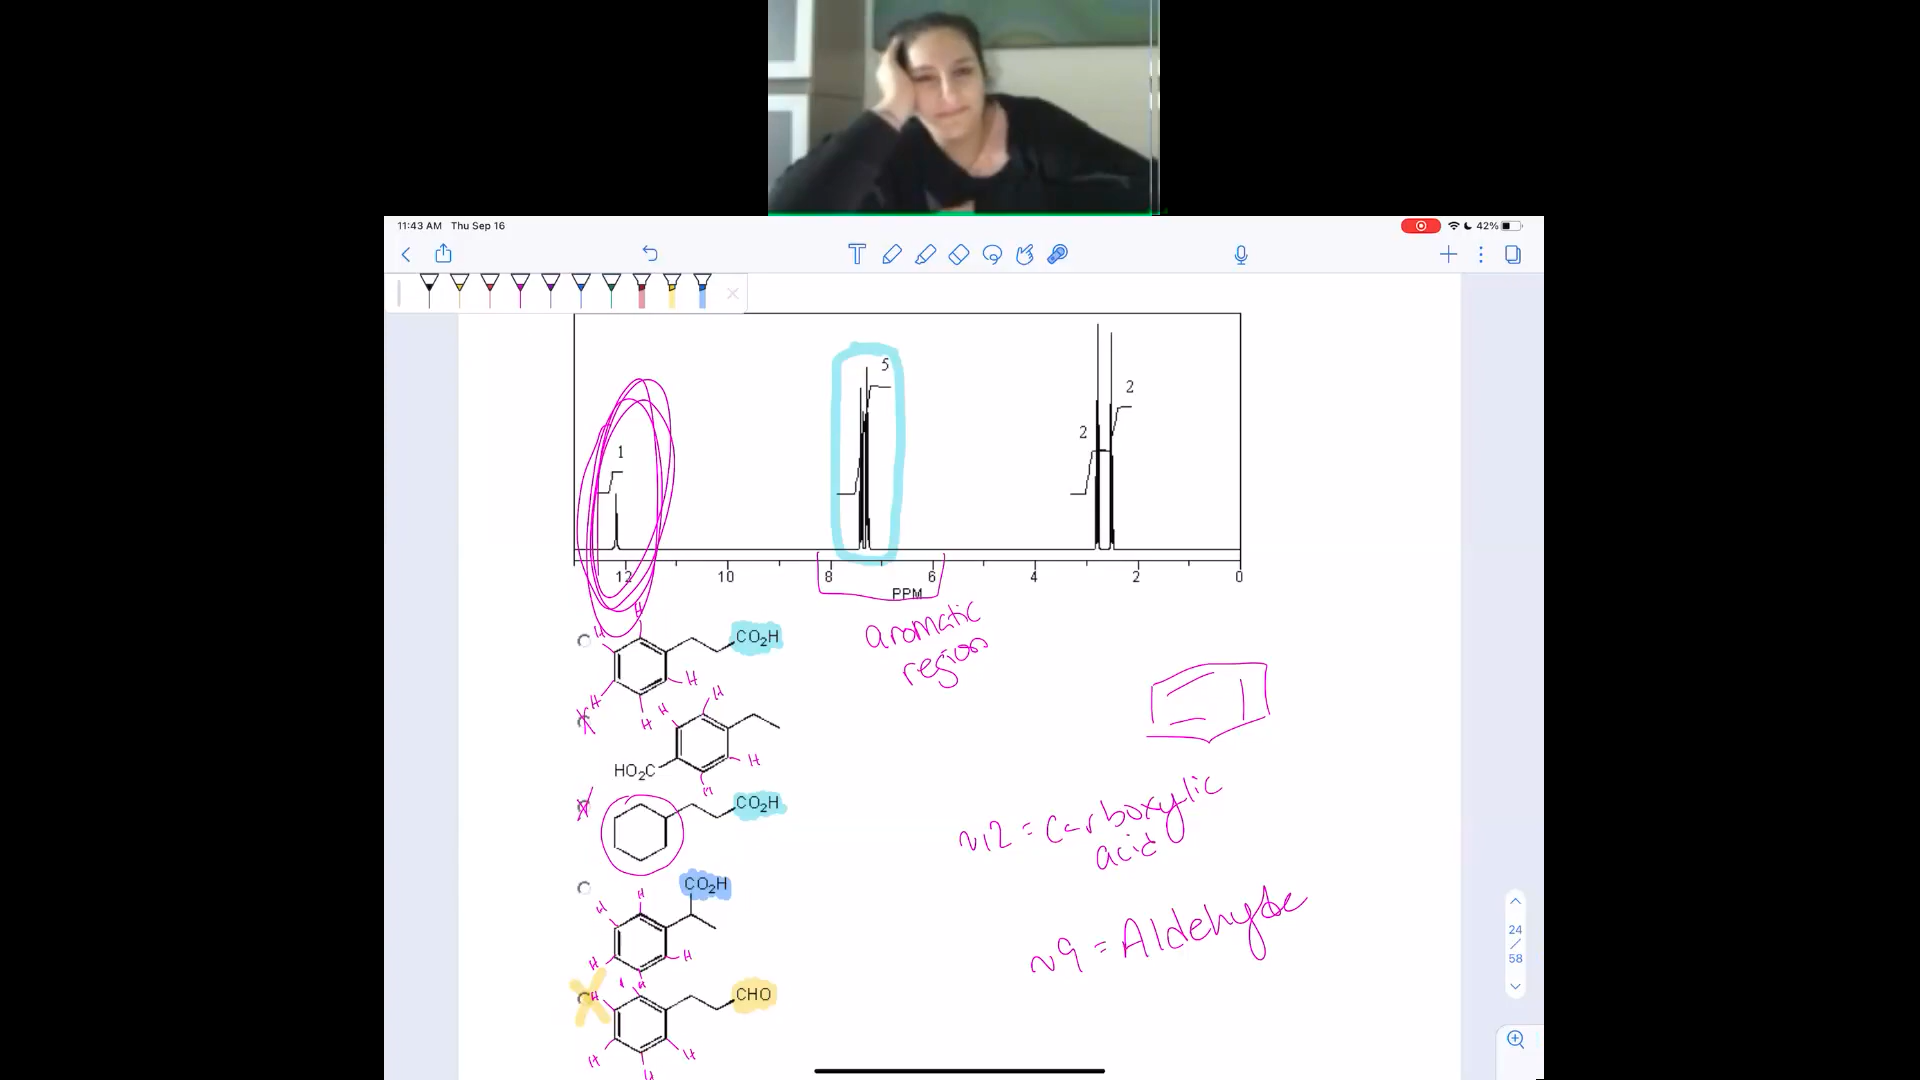 11:43 AM Thu Sep 16
42%
T
5
2
2
1
12 10 8 6 4 2 0
PPM
aromatic
region
H
H
CO2H
H
H
H
H
H
H
HO2C
H
CO2H
~12 = Carboxylic
acid
CO2H
H
H
~9 = Aldehyde
H
H
24
/
58
H
H
CHO
H
H
H